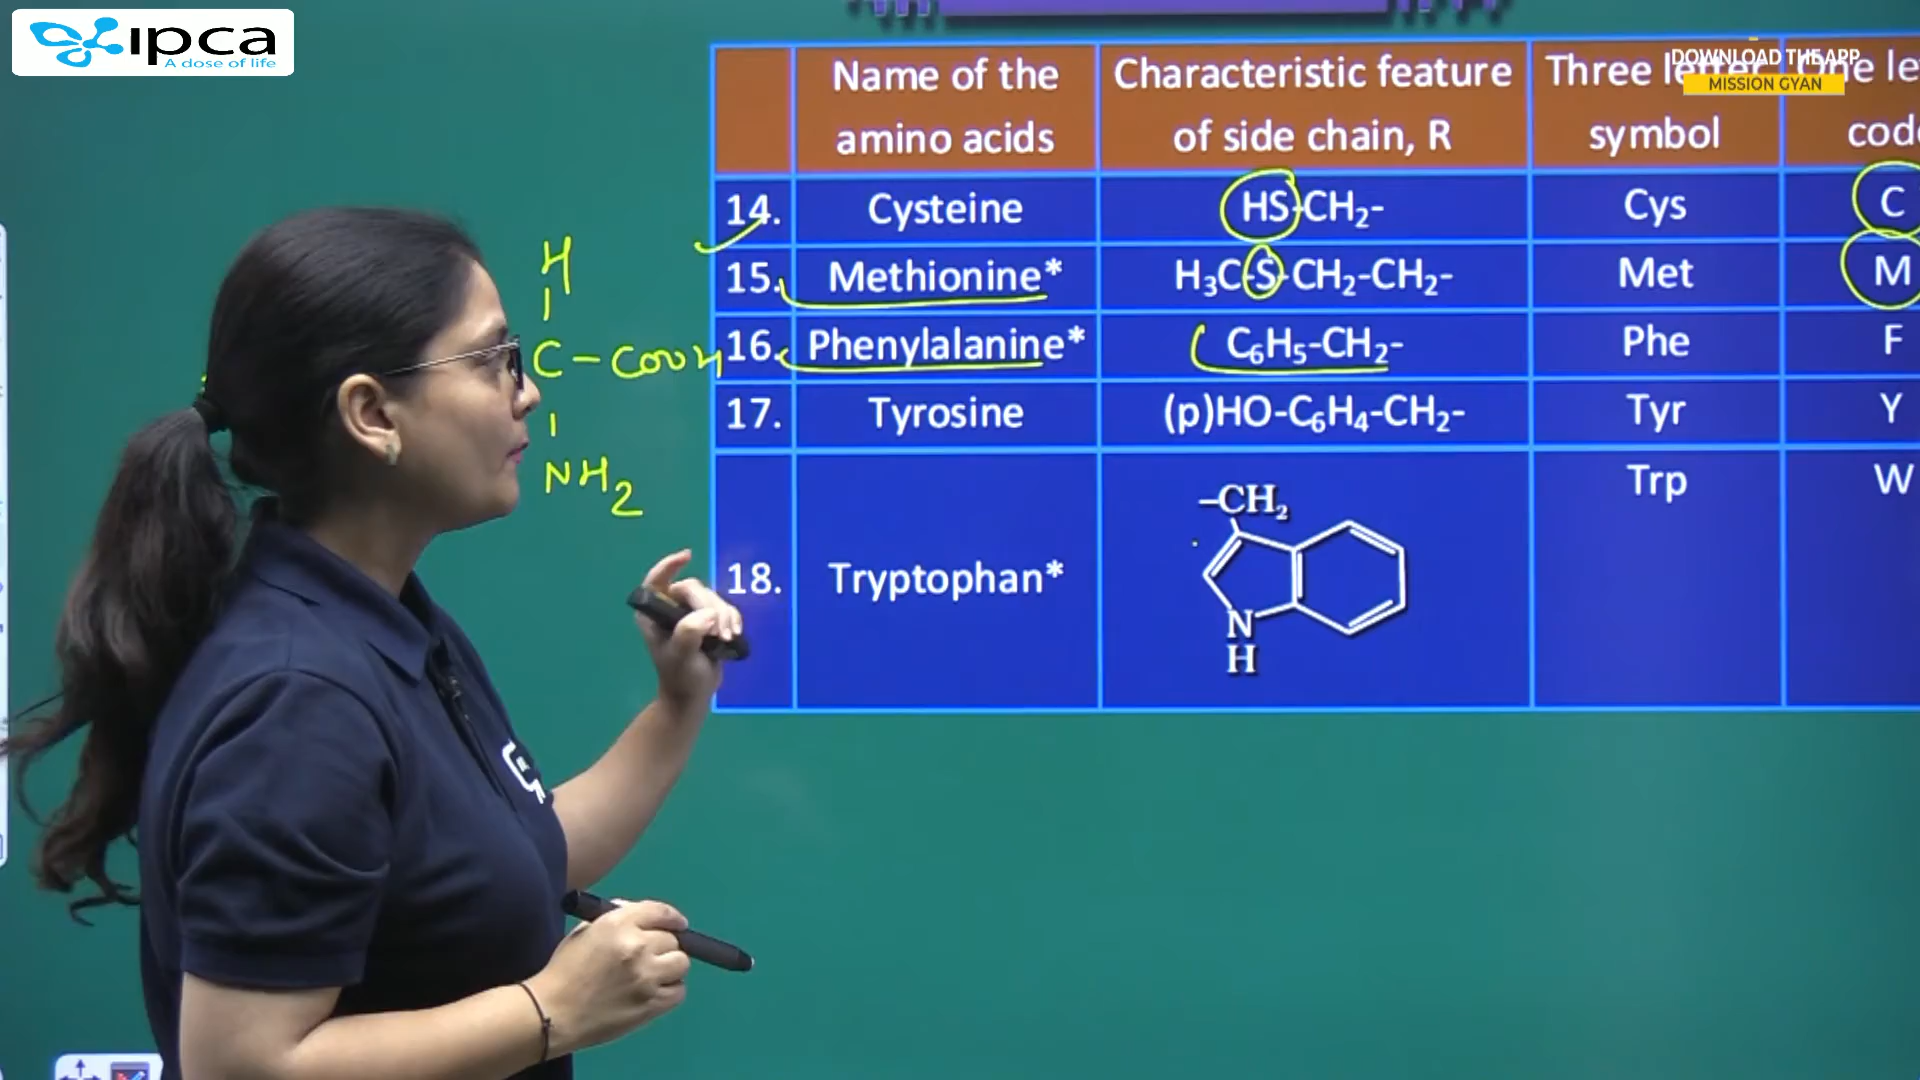 ipca
A dose of life
DOWNLOAD THE APP
MISSION GYAN
Name of the amino acids
Characteristic feature of side chain, R
Three letter symbol
One le
code
14. Cysteine HS-CH₂- Cys C
15. Methionine* H₃C-S-CH₂-CH₂- Met M
16. Phenylalanine* C₆H₅-CH₂- Phe F
17. Tyrosine (p)HO-C₆H₄-CH₂- Tyr Y
18. Tryptophan* Trp W
–CH₂
N
H
H
C - COOH
NH₂